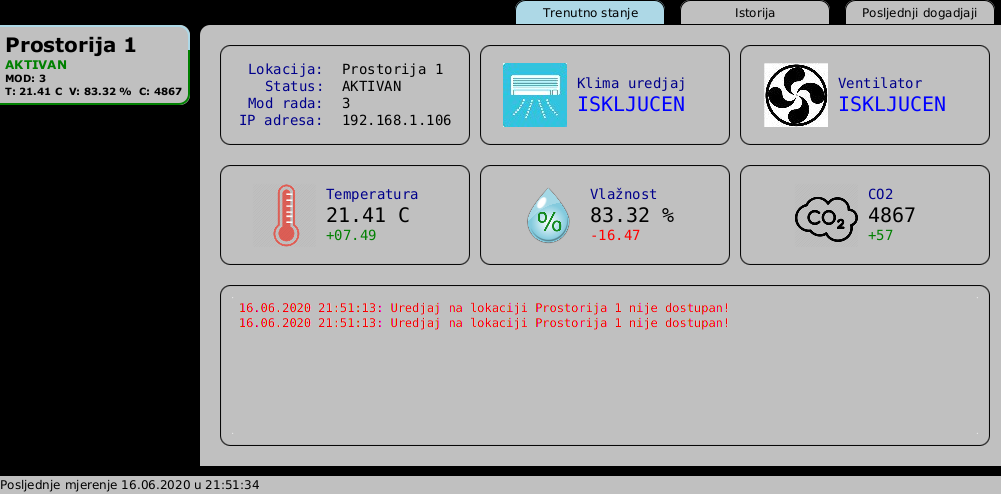 Trenutno stanje
Istorija
Posljednji dogadjaji
Prostorija 1
AKTIVAN
MOD: 3
T: 21.41 C V: 83.32 % C: 4867
Lokacija: Prostorija 1
Status: AKTIVAN
Mod rada: 3
IP adresa: 192.168.1.106
Klima uredjaj
ISKLJUCEN
Ventilator
ISKLJUCEN
Temperatura
21.41 C
+07.49
%
Vlažnost
83.32 %
-16.47
CO2
CO2
4867
+57
16.06.2020 21:51:13: Uredjaj na lokaciji Prostorija 1 nije dostupan!
16.06.2020 21:51:13: Uredjaj na lokaciji Prostorija 1 nije dostupan!
Posljednje mjerenje 16.06.2020 u 21:51:34